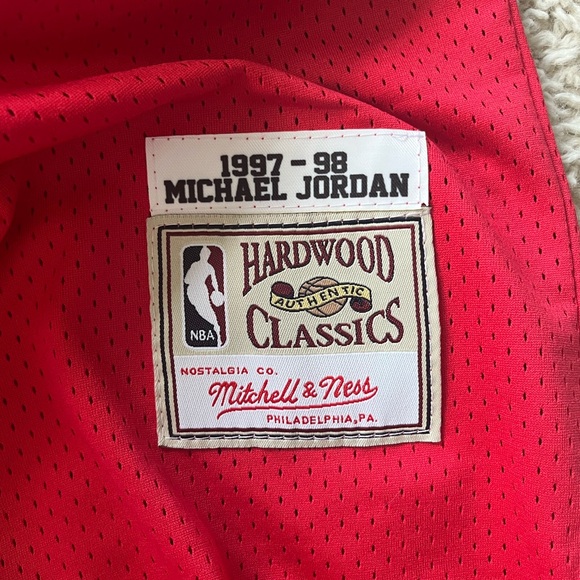 1997 - 98
MICHAEL JORDAN
HARDWOOD
AUTHENTIC
CLASSICS
NBA
NOSTALGIA CO.
Mitchell & Ness
PHILADELPHIA, PA.